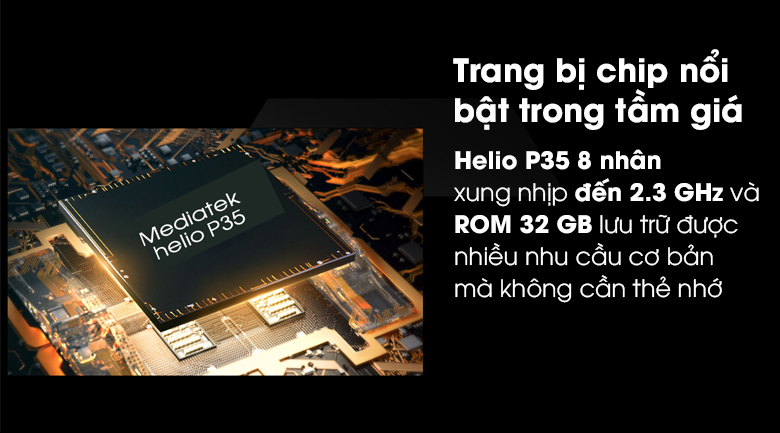 Trang bị chip nổi
bật trong tầm giá
Helio P35 8 nhân
xung nhịp đến 2.3 GHz và
ROM 32 GB lưu trữ được
nhiều nhu cầu cơ bản
mà không cần thẻ nhớ
Mediatek
helio P35